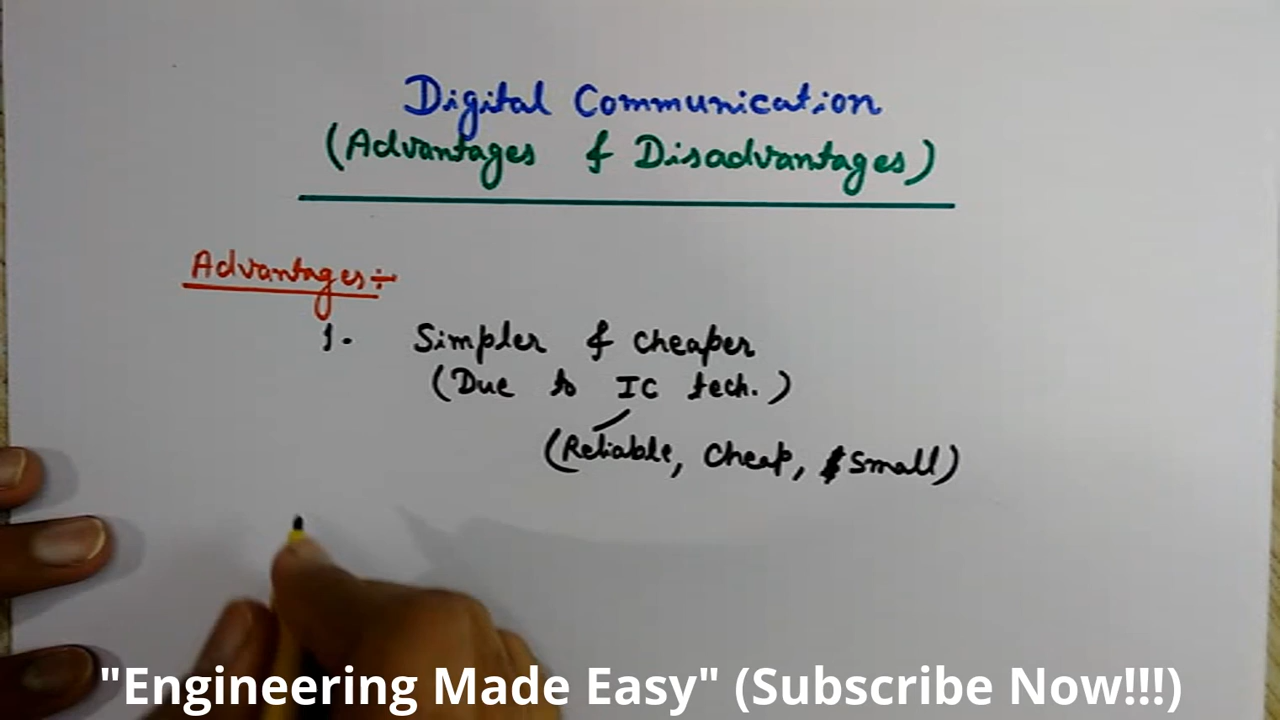 Digital Communication
(Advantages & Disadvantages)
Advantages :-
1. Simpler & cheaper
(Due to IC tech.)
(Reliable, Cheap, & Small)
"Engineering Made Easy" (Subscribe Now!!!)